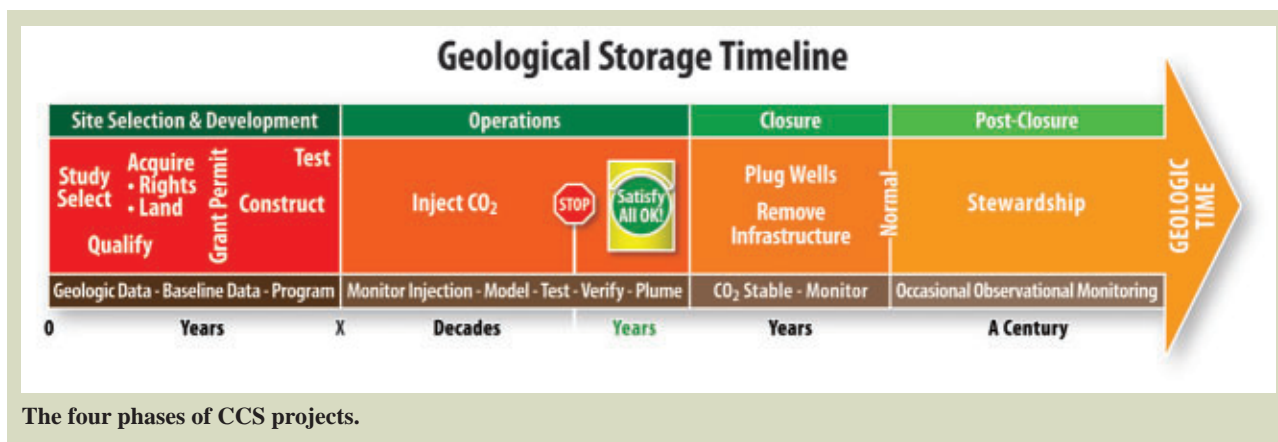 Geological Storage Timeline
Site Selection & Development
Operations
Closure
Post-Closure
Study
Select
Acquire
• Rights
• Land
Qualify
Grant Permit
Test
Construct
Inject CO₂
STOP
Satisfy
All OK!
Plug Wells
Remove
Infrastructure
Normal
Stewardship
GEOLOGIC
TIME
Geologic Data - Baseline Data - Program
Monitor Injection - Model - Test - Verify - Plume
CO₂ Stable - Monitor
Occasional Observational Monitoring
0
Years
X
Decades
Years
Years
A Century
The four phases of CCS projects.